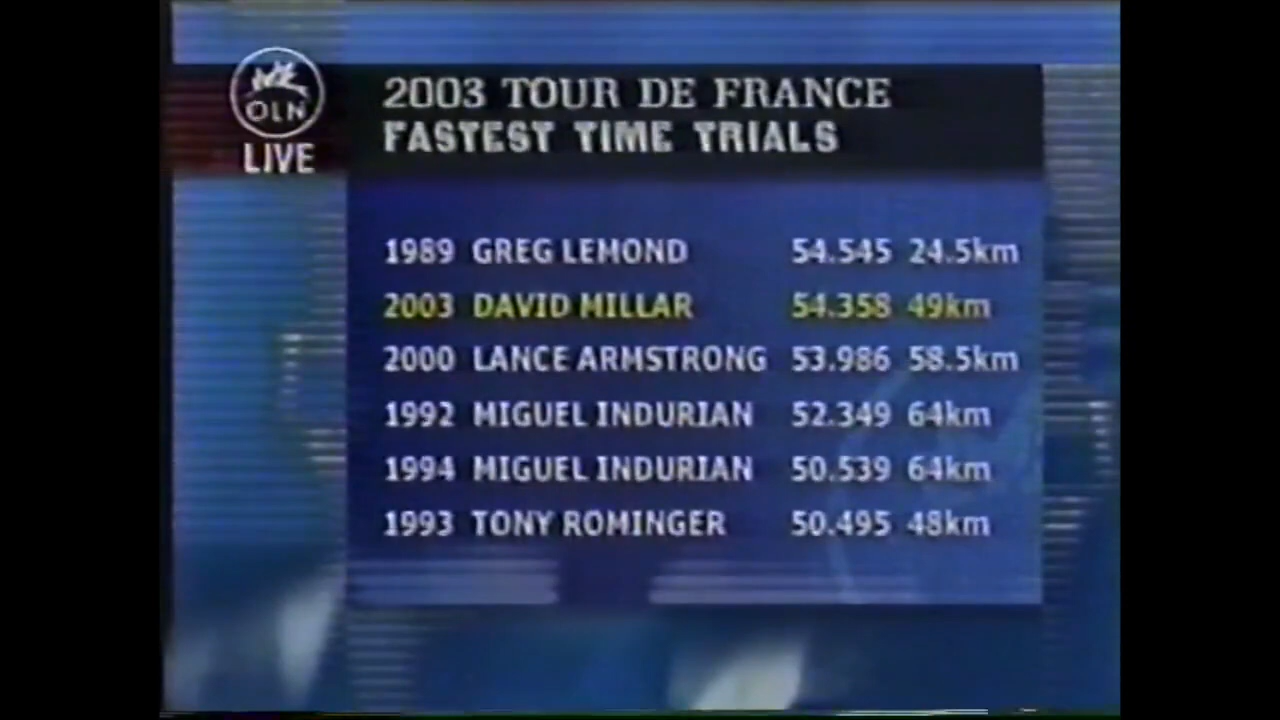 OLN
LIVE
2003 TOUR DE FRANCE
FASTEST TIME TRIALS
1989 GREG LEMOND 54.545 24.5km
2003 DAVID MILLAR 54.358 49km
2000 LANCE ARMSTRONG 53.986 58.5km
1992 MIGUEL INDURIAN 52.349 64km
1994 MIGUEL INDURIAN 50.539 64km
1993 TONY ROMINGER 50.495 48km